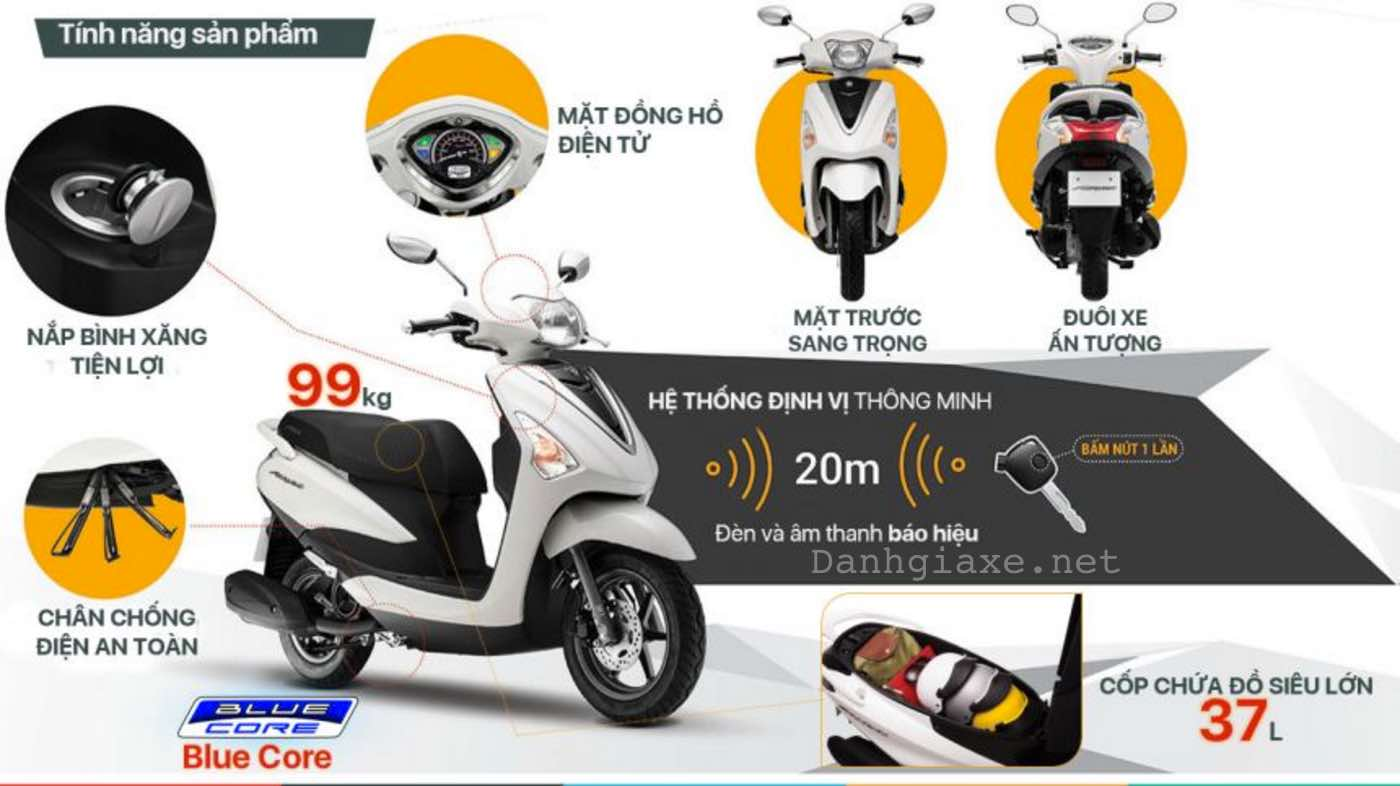 Tính năng sản phẩm
MẶT ĐỒNG HỒ
ĐIỆN TỬ
NẮP BÌNH XĂNG
TIỆN LỢI
MẶT TRƯỚC
SANG TRỌNG
ĐUÔI XE
ẤN TƯỢNG
99kg
HỆ THỐNG ĐỊNH VỊ THÔNG MINH
20m
BẤM NÚT 1 LẦN
Đèn và âm thanh báo hiệu
Danhgiaxe.net
CHÂN CHỐNG
ĐIỆN AN TOÀN
BLUE
CORE
Blue Core
CỐP CHỨA ĐỒ SIÊU LỚN
37L